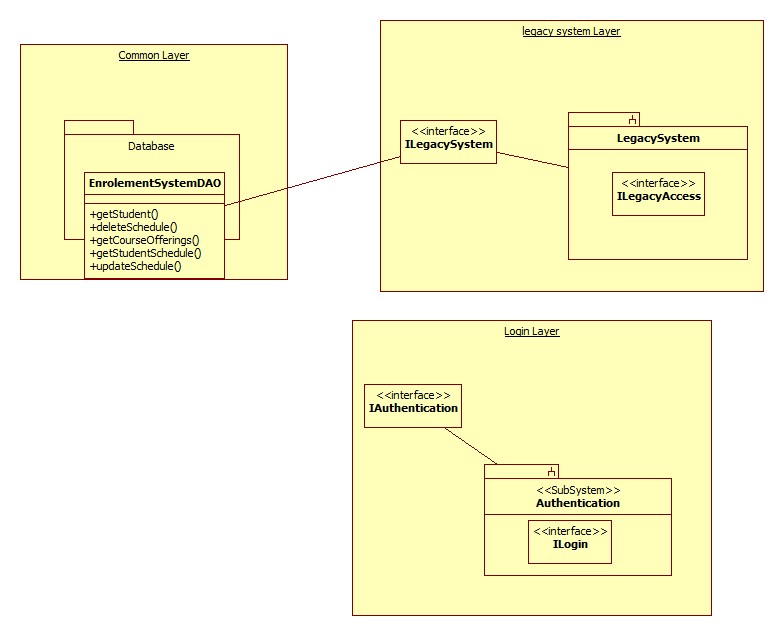 Common Layer
Database
EnrolementSystemDAO
+getStudent()
+deleteSchedule()
+getCourseOfferings()
+getStudentSchedule()
+updateSchedule()
legacy system Layer
<<interface>>
ILegacySystem
LegacySystem
<<interface>>
ILegacyAccess
Login Layer
<<interface>>
IAuthentication
<<SubSystem>>
Authentication
<<interface>>
ILogin